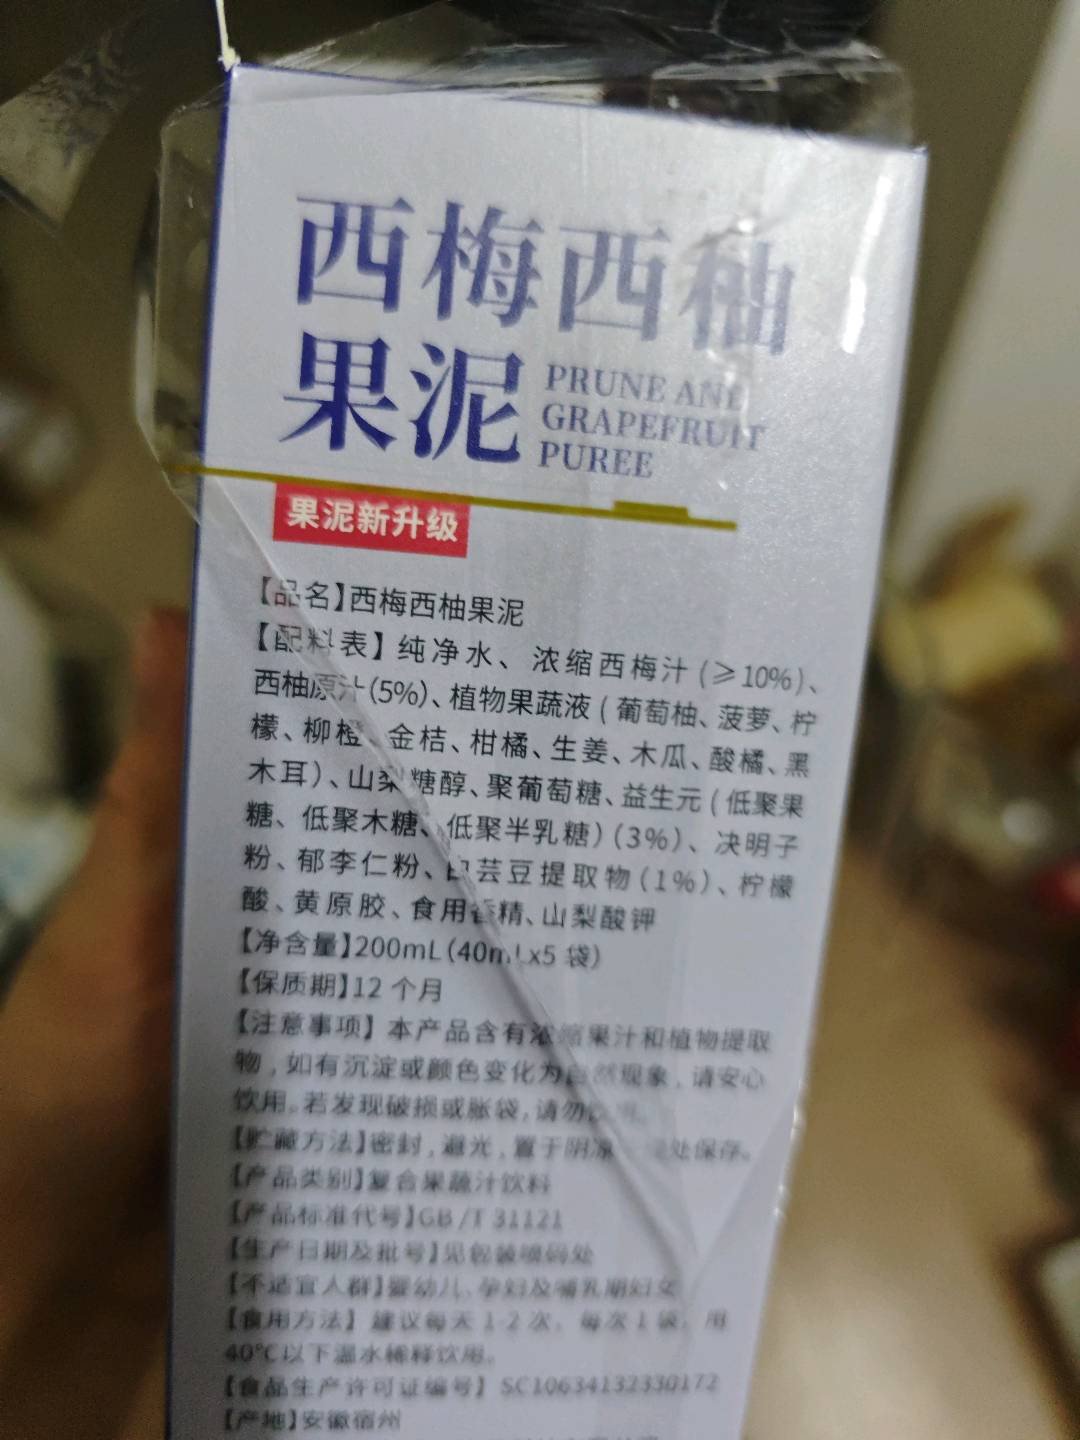 西梅西柚
果泥
PRUNE AND
GRAPEFRUIT
PUREE
果泥新升级
【品名】西梅西柚果泥
【配料表】纯净水、浓缩西梅汁(≥10%)、
西柚原汁(5%)、植物果蔬液(葡萄柚、菠萝、柠
檬、柳橙、金桔、柑橘、生姜、木瓜、酸橘、黑
木耳)、山梨糖醇、聚葡萄糖、益生元(低聚果
糖、低聚木糖、低聚半乳糖)(3%)、决明子
粉、郁李仁粉、白芸豆提取物(1%)、柠檬
酸、黄原胶、食用香精、山梨酸钾
【净含量】200mL(40mLx5袋)
【保质期】12个月
【注意事项】本产品含有浓缩果汁和植物提取
物,如有沉淀或颜色变化为自然现象,请安心
饮用。若发现破损或胀袋,请勿饮用。
【贮藏方法】密封,避光,置于阴凉 处保存。
【产品类别】复合果蔬汁饮料
【产品标准代号】GB/T 31121
【生产日期及批号】见包装喷码处
【不适宜人群】婴幼儿、孕妇及哺乳期妇女
【食用方法】建议每天1-2次,每次1袋,用
40°C以下温水稀释饮用。
【食品生产许可证编号】SC10634132330172
【产地】安徽宿州